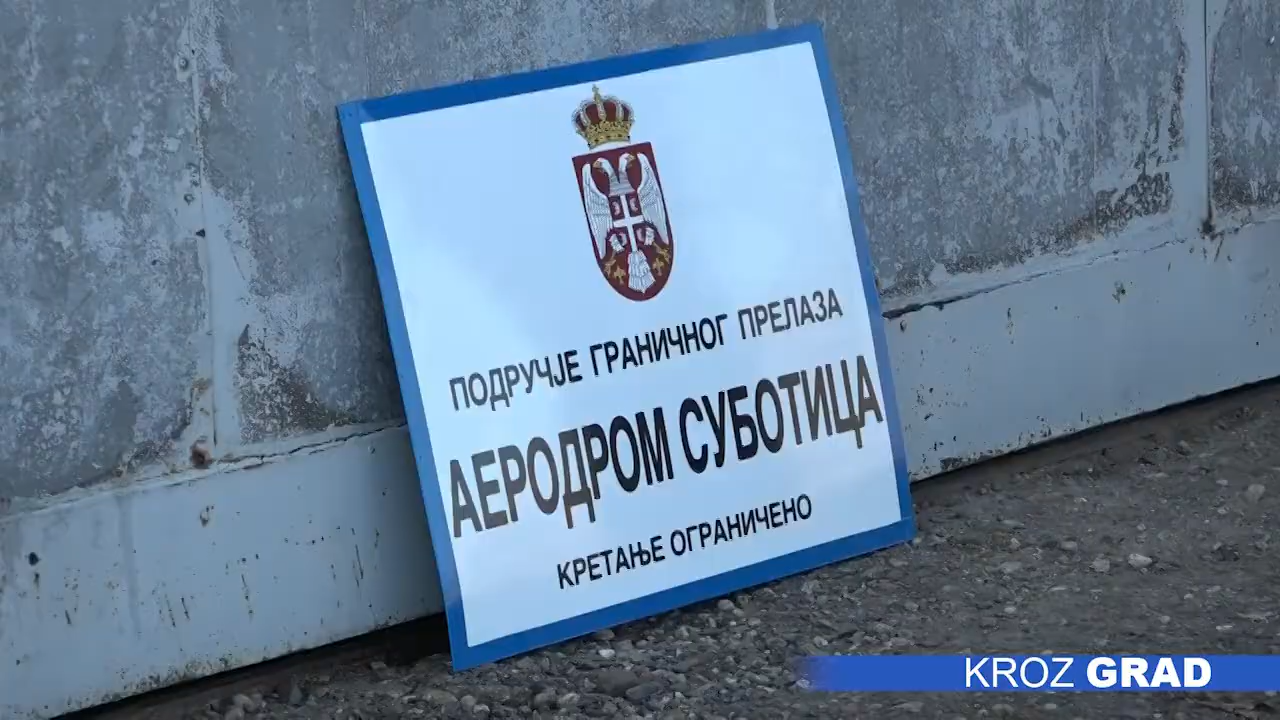 ПОДРУЧЈЕ ГРАНИЧНОГ ПРЕЛАЗА
АЕРОДРОМ СУБОТИЦА
КРЕТАЊЕ ОГРАНИЧЕНО
KROZ GRAD